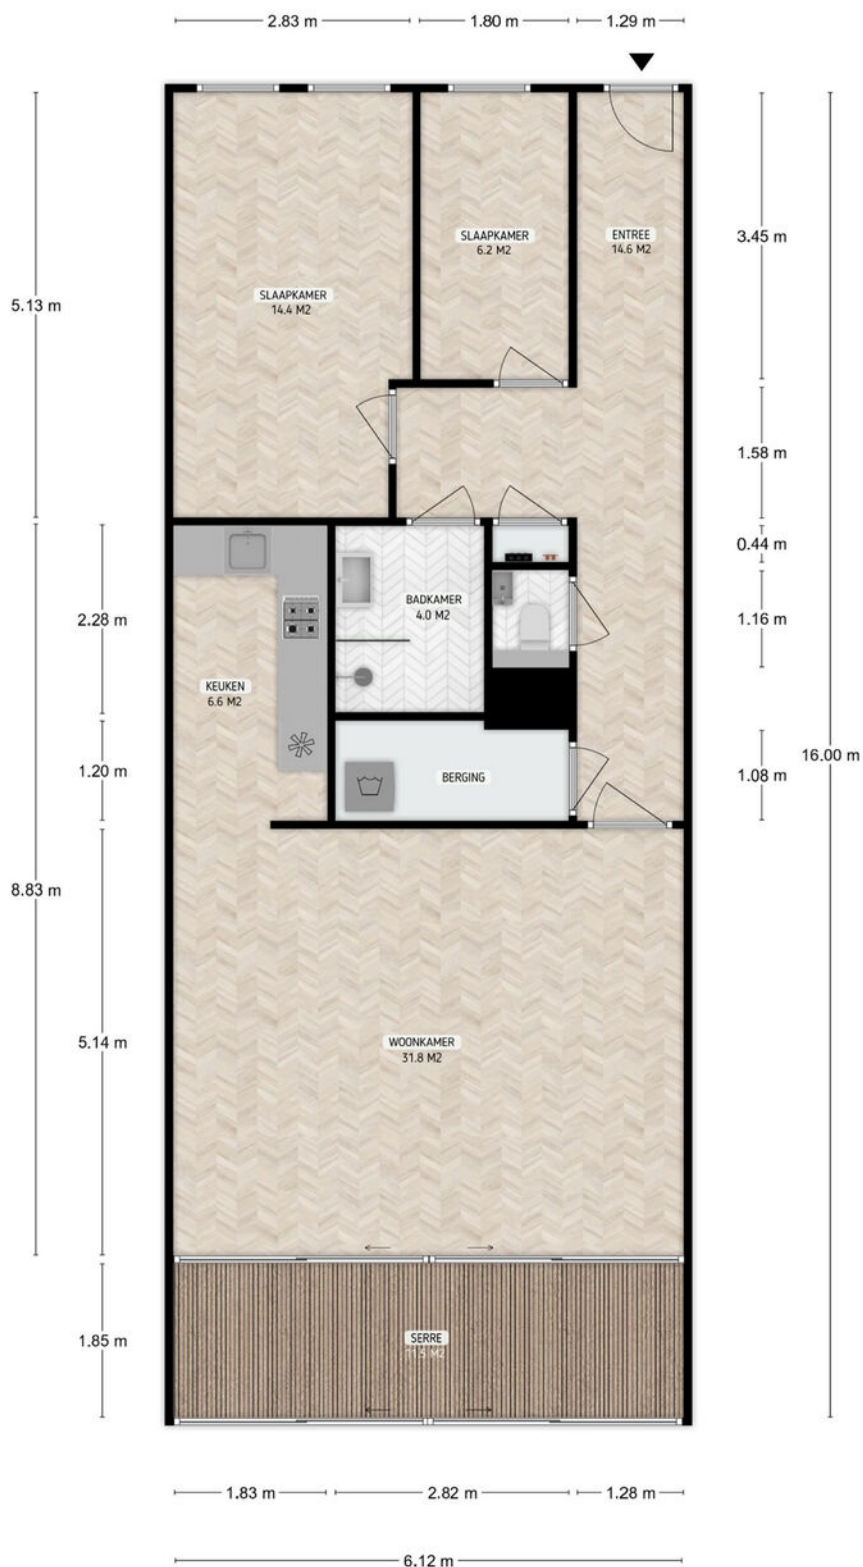 2.83 m
1.80 m
1.29 m
SLAAPKAMER
6.2 M2
ENTREE
14.6 M2
3.45 m
SLAAPKAMER
14.4 M2
5.13 m
1.58 m
0.44 m
BADKAMER
4.0 M2
2.28 m
1.16 m
KEUKEN
6.6 M2
16.00 m
1.20 m
BERGING
1.08 m
8.83 m
WOONKAMER
31.8 M2
5.14 m
SERRE
11.5 M2
1.85 m
1.83 m
2.82 m
1.28 m
6.12 m